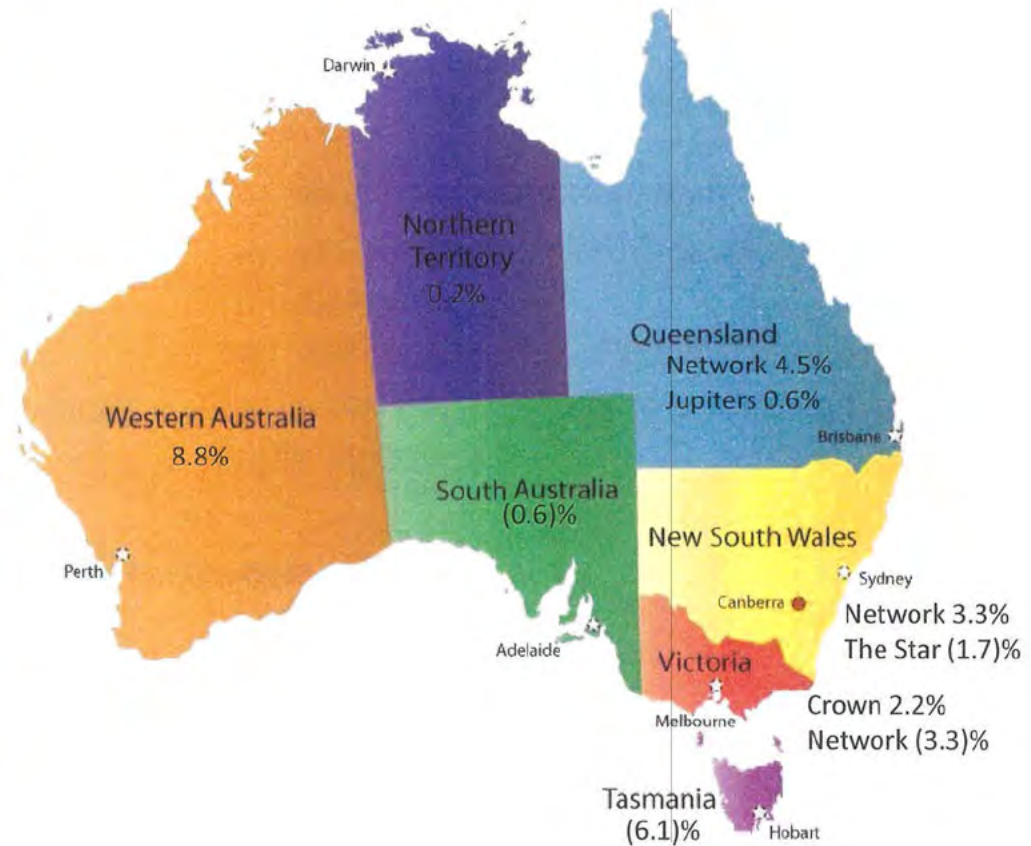 Darwin
Northern
Territory
0.2%
Queensland
Network 4.5%
Jupiters 0.6%
Western Australia
8.8%
Brisbane
South Australia
(0.6)%
New South Wales
Perth
Sydney
Canberra
Network 3.3%
The Star (1.7)%
Adelaide
Victoria
Crown 2.2%
Melbourne
Network (3.3)%
Tasmania
(6.1)%
Hobart